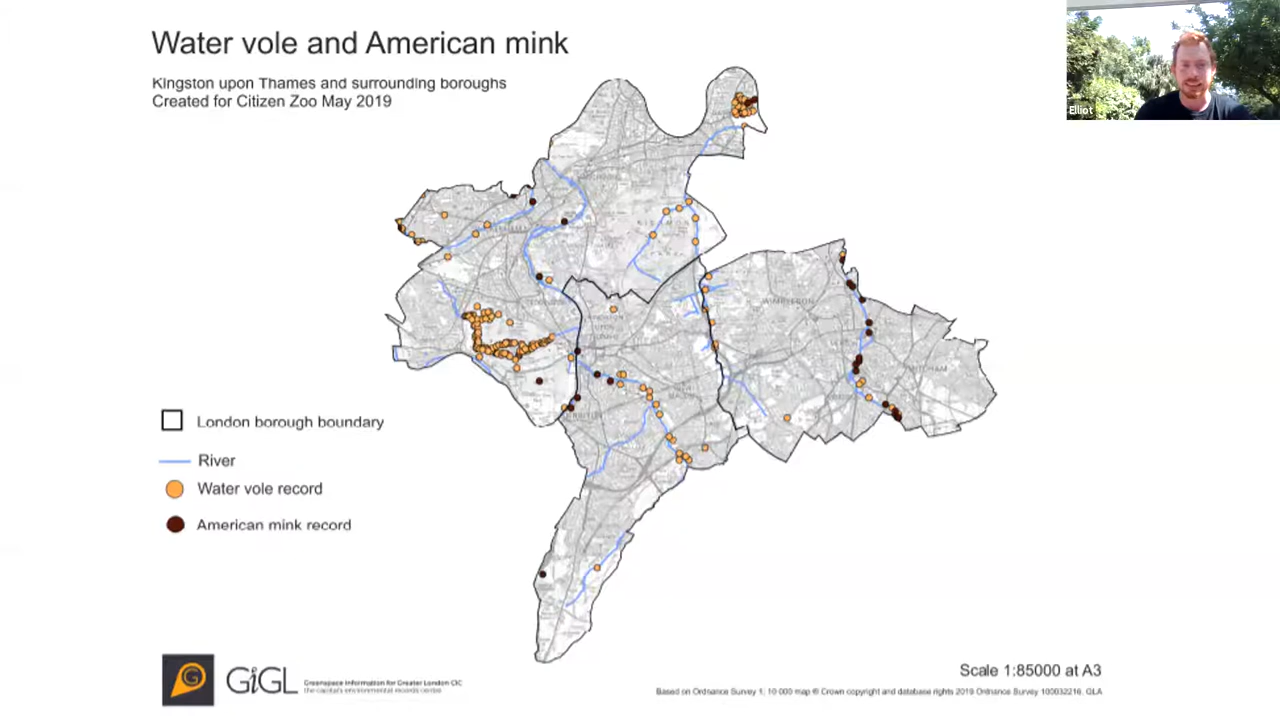 Water vole and American mink
Kingston upon Thames and surrounding boroughs
Created for Citizen Zoo May 2019
Elliot
WIMBLEDON
MITCHAM
London borough boundary
River
Water vole record
American mink record
GiGL
Greenspace Information for Greater London CIC
the capital's environmental records centre
Scale 1:85000 at A3
Based on Ordnance Survey 1: 10 000 map © Crown copyright and database rights 2019 Ordnance Survey 100032216. GLA